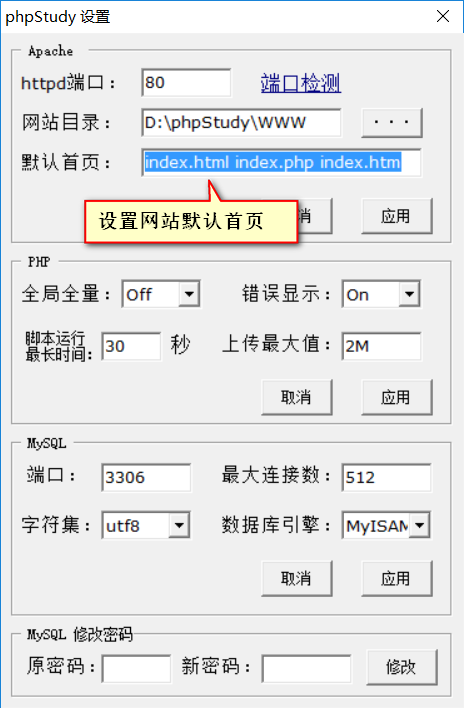 phpStudy 设置
Apache
httpd端口： 80 端口检测
网站目录： D:\phpStudy\WWW ...
默认首页： index.html index.php index.htm
设置网站默认首页
消 应用
PHP
全局全量： Off 错误显示： On
脚本运行
最长时间： 30 秒 上传最大值： 2M
取消 应用
MySQL
端口： 3306 最大连接数： 512
字符集： utf8 数据库引擎： MyISAM
取消 应用
MySQL 修改密码
原密码： 新密码： 修改